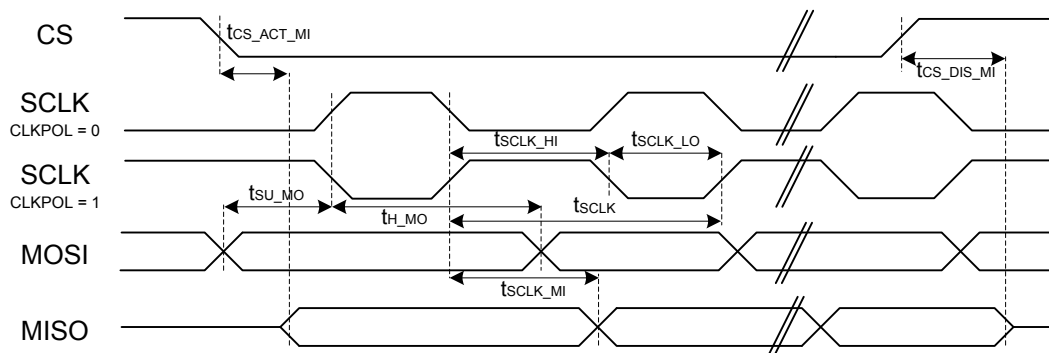 CS
tCS_ACT_MI
tCS_DIS_MI
SCLK
CLKPOL = 0
tSCLK_HI
tSCLK_LO
SCLK
CLKPOL = 1
tSU_MO
tH_MO
tSCLK
MOSI
tSCLK_MI
MISO